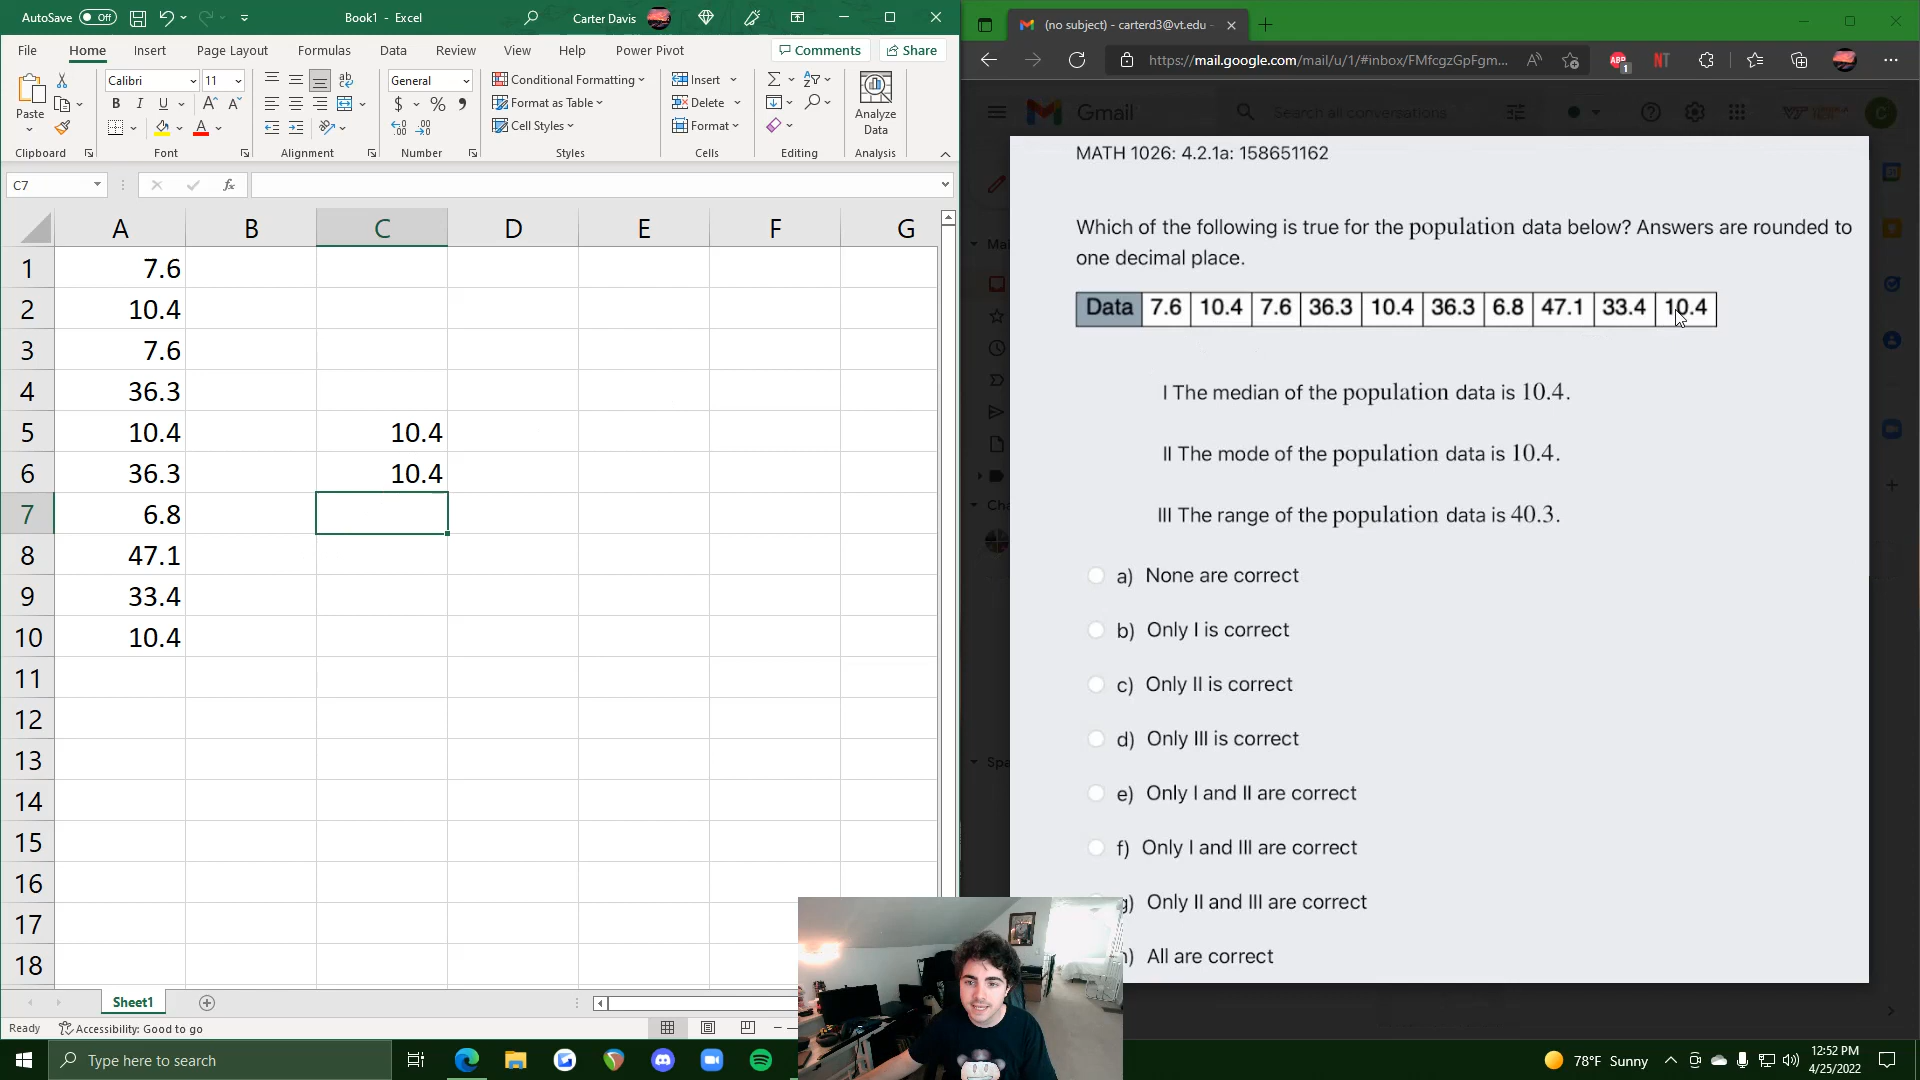 AutoSave Off Book1 - Excel Carter Davis
File Home Insert Page Layout Formulas Data Review View Help Power Pivot Comments Share
Paste
Clipboard
Calibri 11
B I U A A
Font
Alignment
General
$ % 9
Number
Conditional Formatting
Format as Table
Cell Styles
Styles
Insert
Delete
Format
Cells
Editing
Analyze
Data
Analysis
C7 fx
A B C D E F G
1 7.6
2 10.4
3 7.6
4 36.3
5 10.4 10.4
6 36.3 10.4
7 6.8
8 47.1
9 33.4
10 10.4
11
12
13
14
15
16
17
18
Sheet1
Ready Accessibility: Good to go
Type here to search
(no subject) - carterd3@vt.edu -
https://mail.google.com/mail/u/1/#inbox/FMfcgzGpFgm...
ABP 1 NT
Gmail Search all conversations
MATH 1026: 4.2.1a: 158651162
Which of the following is true for the population data below? Answers are rounded to
one decimal place.
Data 7.6 10.4 7.6 36.3 10.4 36.3 6.8 47.1 33.4 10.4
I The median of the population data is 10.4.
II The mode of the population data is 10.4.
III The range of the population data is 40.3.
a) None are correct
b) Only I is correct
c) Only II is correct
d) Only III is correct
e) Only I and II are correct
f) Only I and III are correct
g) Only II and III are correct
h) All are correct
78°F Sunny
12:52 PM
4/25/2022